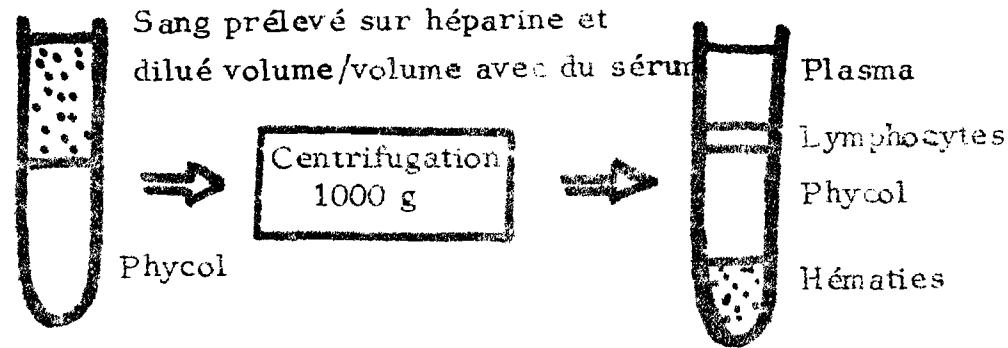 Sang prélevé sur héparine et
dilué volume/volume avec du sérum
Phycol
Centrifugation
1000 g
Plasma
Lymphocytes
Phycol
Hématies